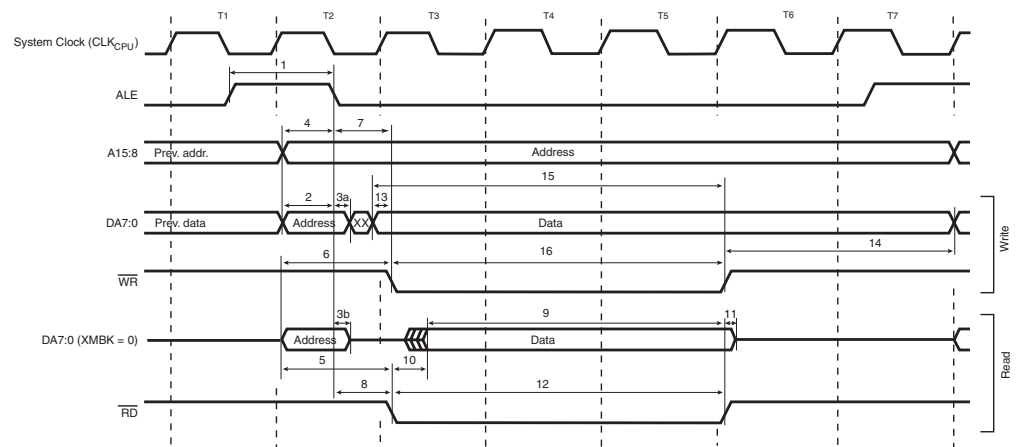 T1 T2 T3 T4 T5 T6 T7
System Clock (CLKCPU)
1
ALE
4 7
A15:8 Prev. addr. Address
15
2 3a 13
DA7:0 Prev. data Address XX Data
14
6 16
WR
Write
3b 9 11
DA7:0 (XMBK = 0) Address Data
5 10
8 12
RD
Read